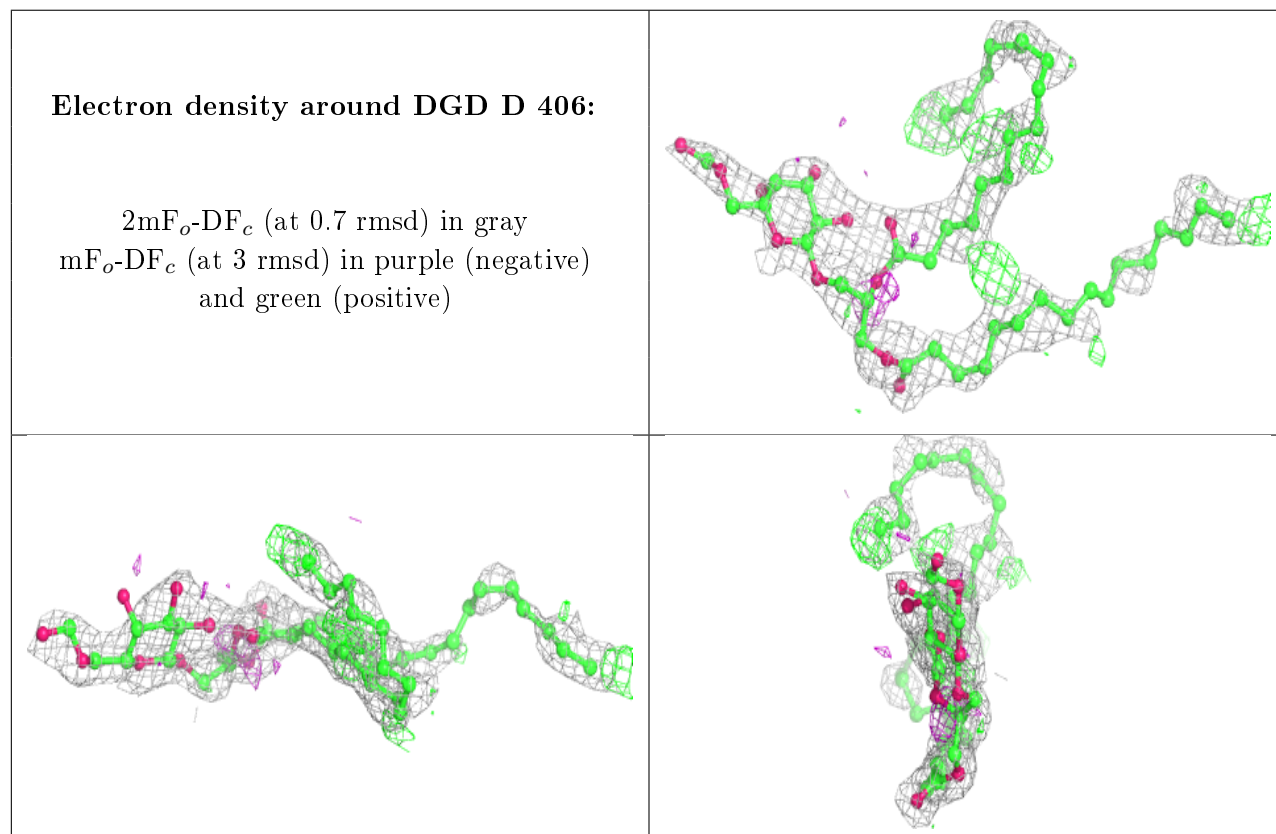 Electron density around DGD D 406:
2mFₒ-DF𝒸 (at 0.7 rmsd) in gray
mFₒ-DF𝒸 (at 3 rmsd) in purple (negative)
and green (positive)